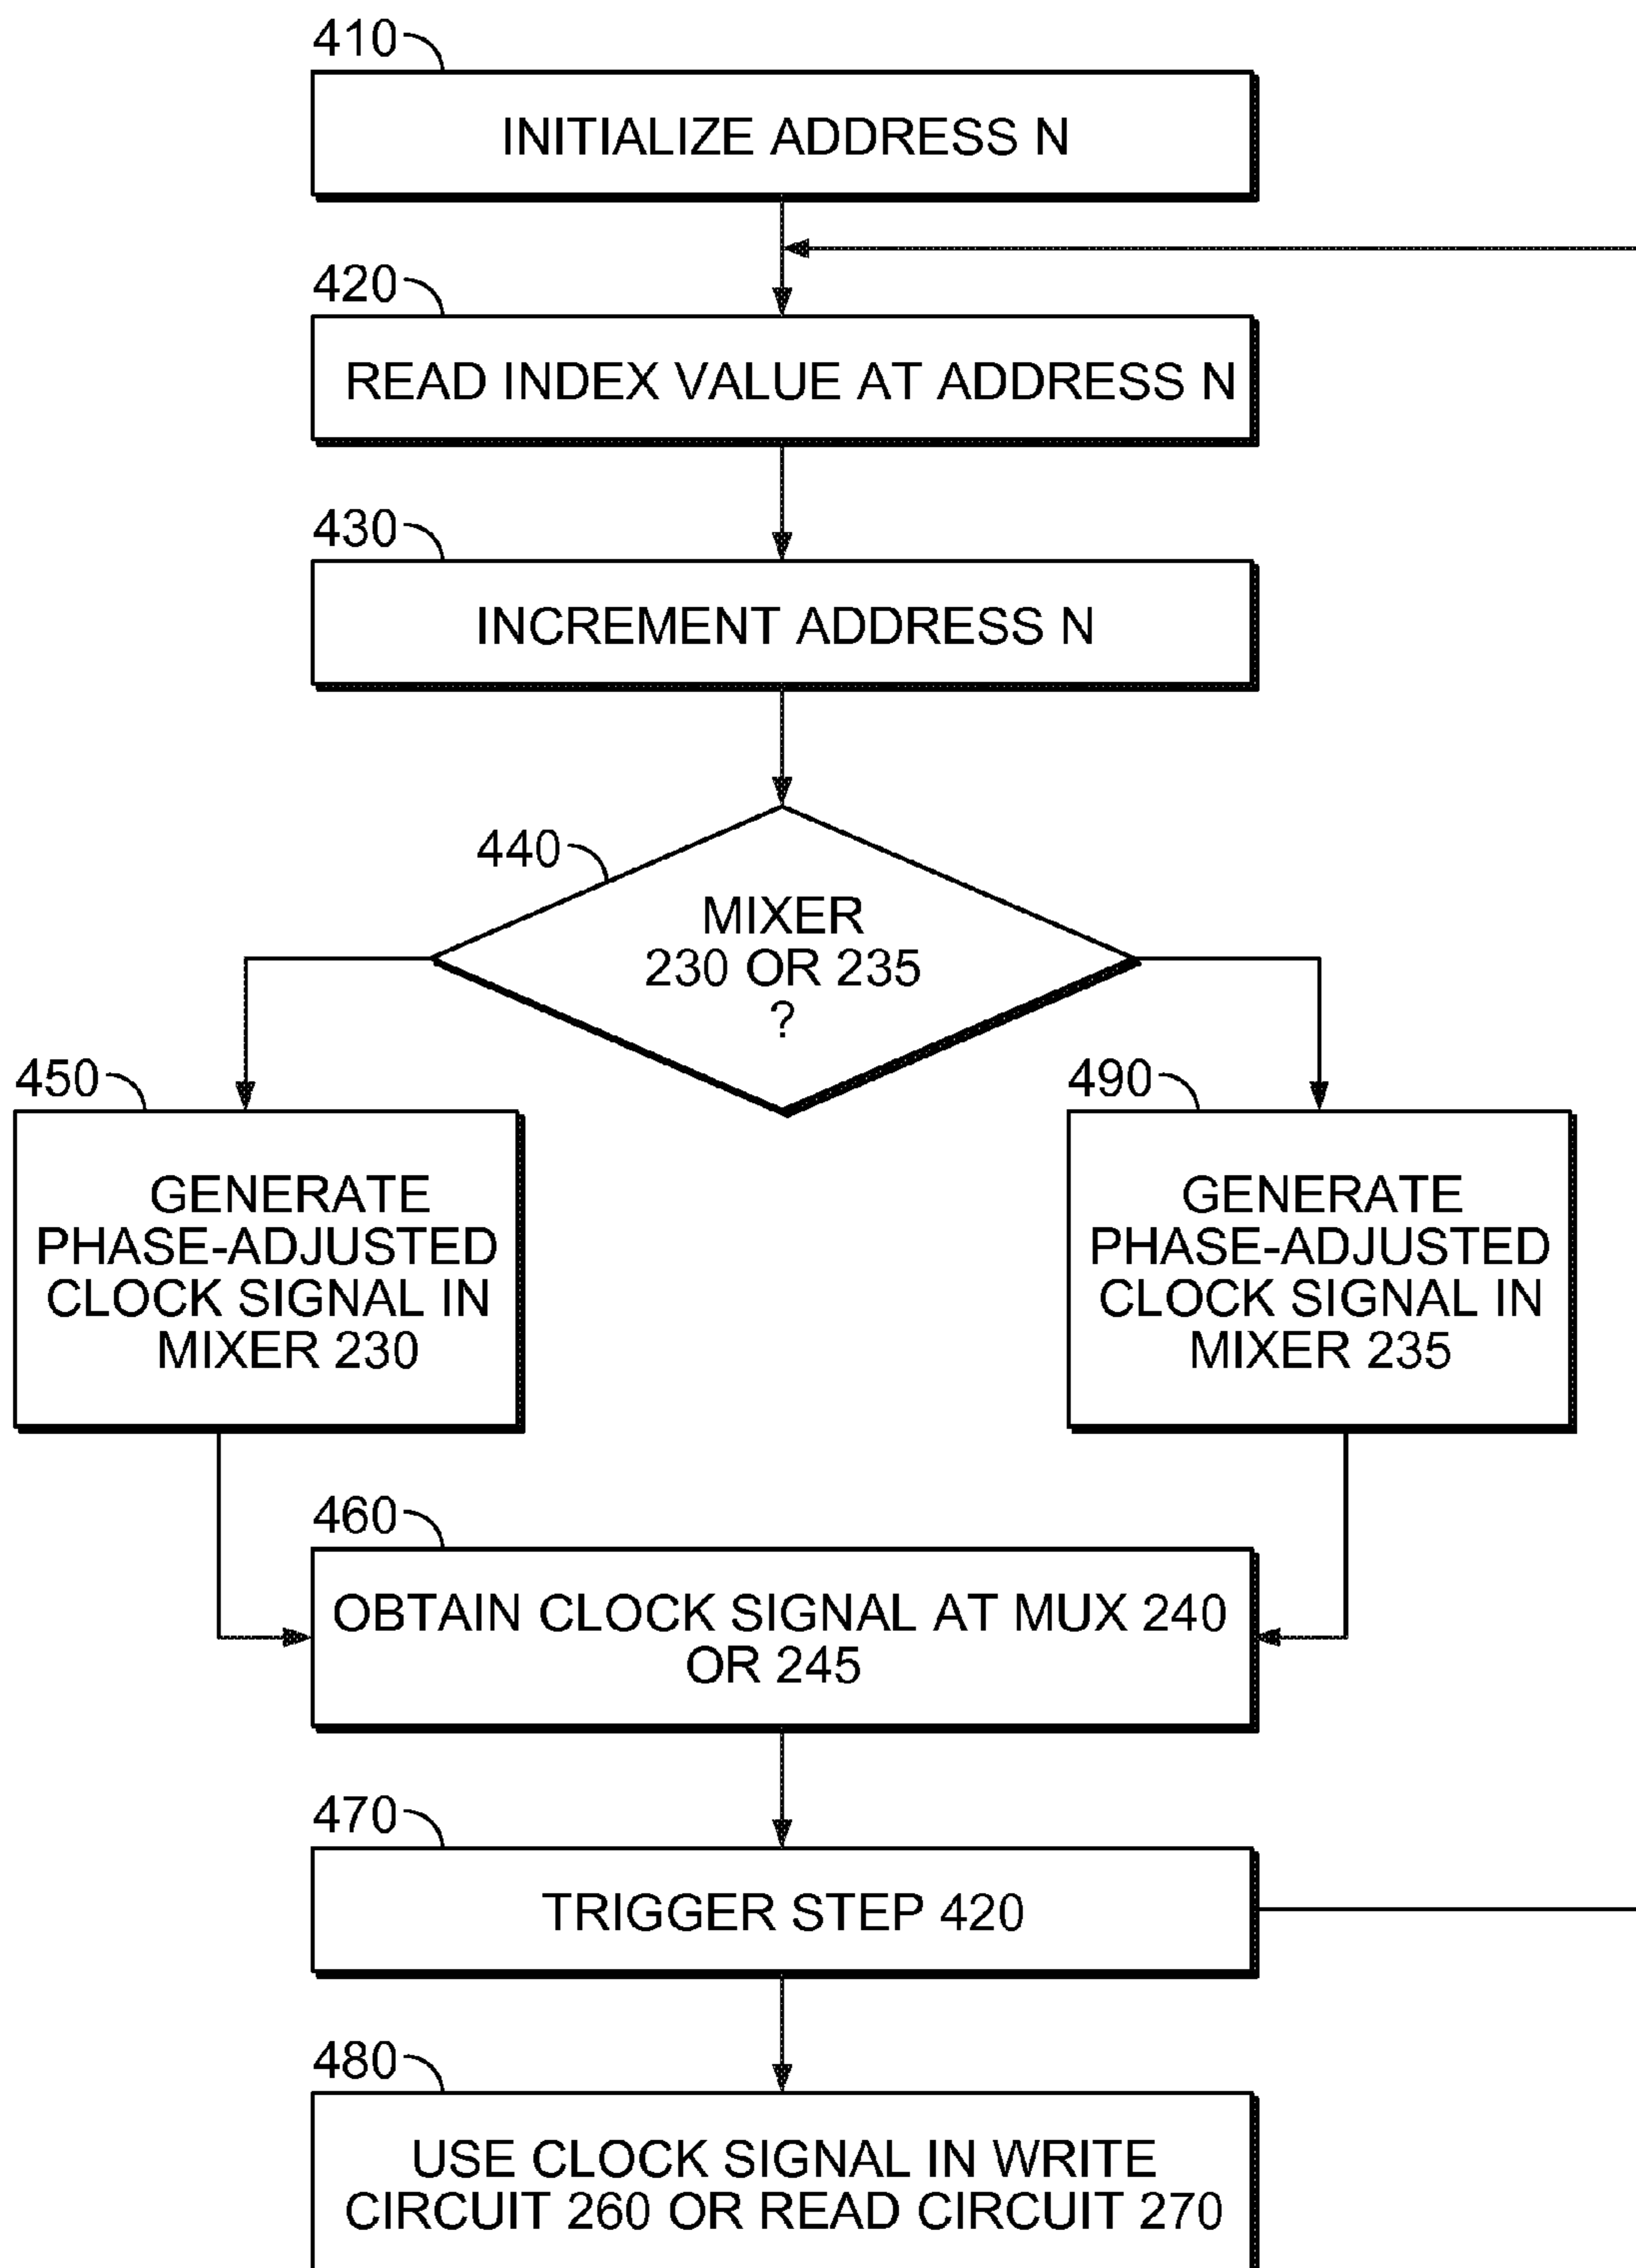 410
INITIALIZE ADDRESS N
420
READ INDEX VALUE AT ADDRESS N
430
INCREMENT ADDRESS N
440
MIXER
230 OR 235
?
450
GENERATE
PHASE-ADJUSTED
CLOCK SIGNAL IN
MIXER 230
490
GENERATE
PHASE-ADJUSTED
CLOCK SIGNAL IN
MIXER 235
460
OBTAIN CLOCK SIGNAL AT MUX 240
OR 245
470
TRIGGER STEP 420
480
USE CLOCK SIGNAL IN WRITE
CIRCUIT 260 OR READ CIRCUIT 270